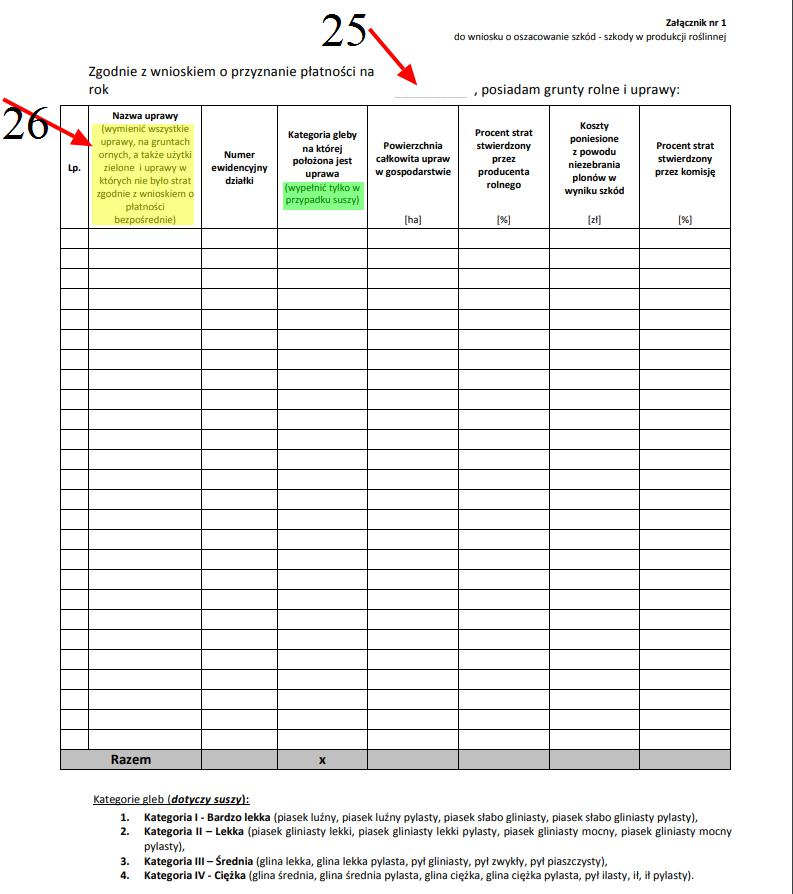 25
Załącznik nr 1
do wniosku o oszacowanie szkód - szkody w produkcji roślinnej
Zgodnie z wnioskiem o przyznanie płatności na
rok ______________ , posiadam grunty rolne i uprawy:
26
Lp.
Nazwa uprawy
(wymienić wszystkie
uprawy, na gruntach
ornych, a także użytki
zielone i uprawy w
których nie było strat
zgodnie z wnioskiem o
płatności
bezpośrednie)
Numer
ewidencyjny
działki
Kategoria gleby
na której
położona jest
uprawa
(wypełnić tylko w
przypadku suszy)
Powierzchnia
całkowita upraw
w gospodarstwie
[ha]
Procent strat
stwierdzony
przez
producenta
rolnego
[%]
Koszty
poniesione
z powodu
niezebrania
plonów w
wyniku szkód
[zł]
Procent strat
stwierdzony
przez komisję
[%]
Razem x
Kategorie gleb (dotyczy suszy):
1. Kategoria I - Bardzo lekka (piasek luźny, piasek luźny pylasty, piasek słabo gliniasty, piasek słabo gliniasty pylasty),
2. Kategoria II – Lekka (piasek gliniasty lekki, piasek gliniasty lekki pylasty, piasek gliniasty mocny, piasek gliniasty mocny
pylasty),
3. Kategoria III – Średnia (glina lekka, glina lekka pylasta, pył gliniasty, pył zwykły, pył piaszczysty),
4. Kategoria IV - Ciężka (glina średnia, glina średnia pylasta, glina ciężka, glina ciężka pylasta, pył ilasty, ił, ił pylasty).